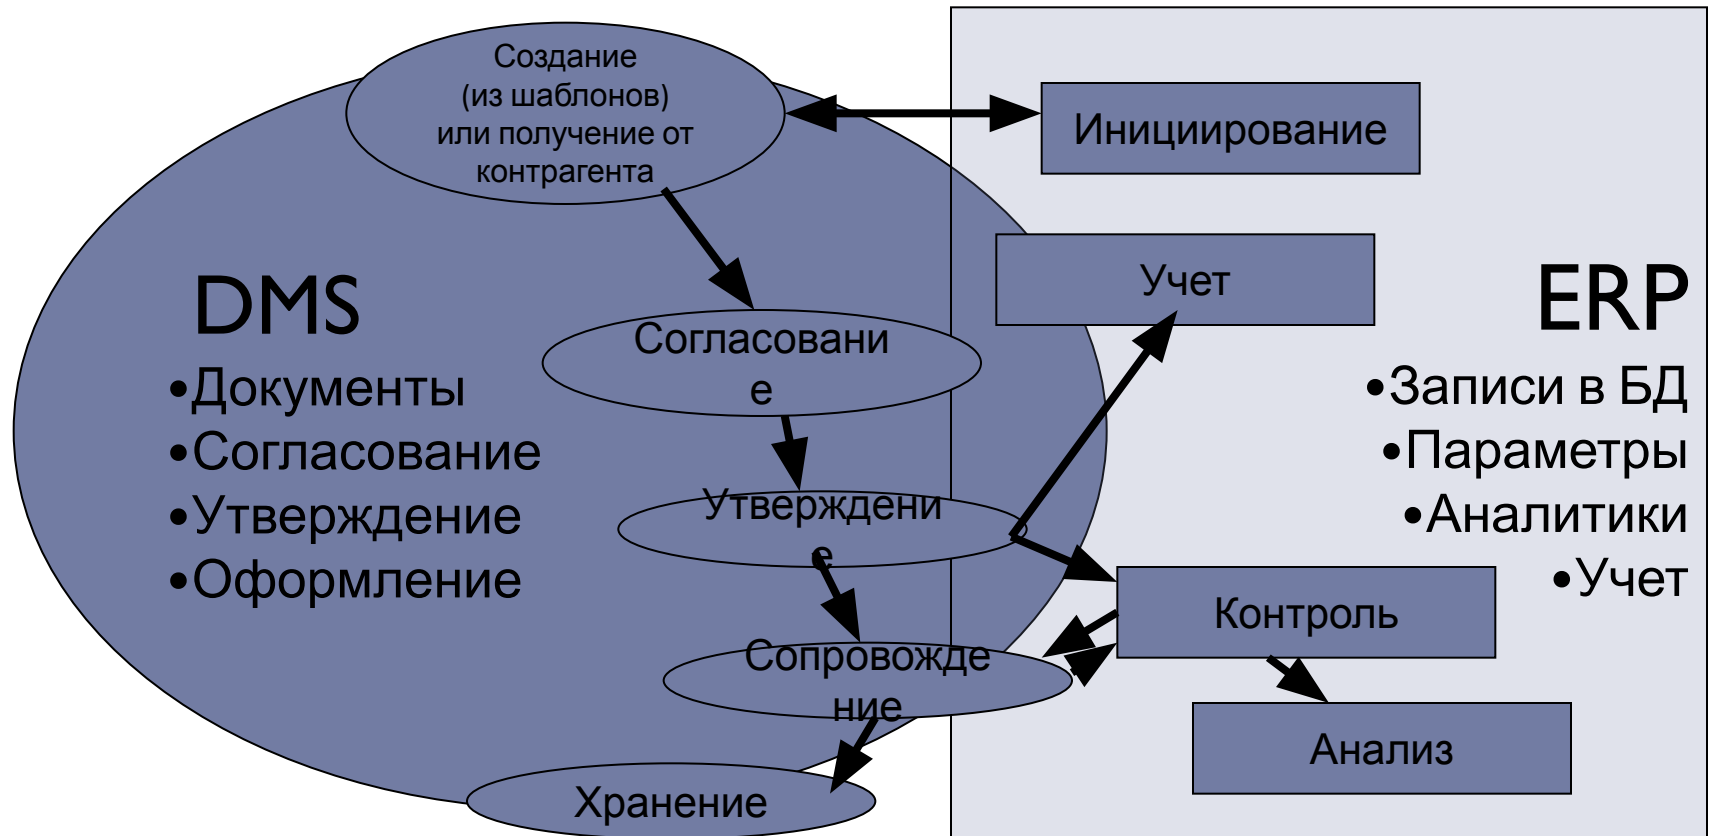 Создание
(из шаблонов)
или получение от
контрагента
Инициирование
Учет
DMS
•Документы
•Согласование
•Утверждение
•Оформление
Согласовани
е
Утверждени
е
Сопровожде
ние
Хранение
ERP
•Записи в БД
•Параметры
•Аналитики
•Учет
Контроль
Анализ